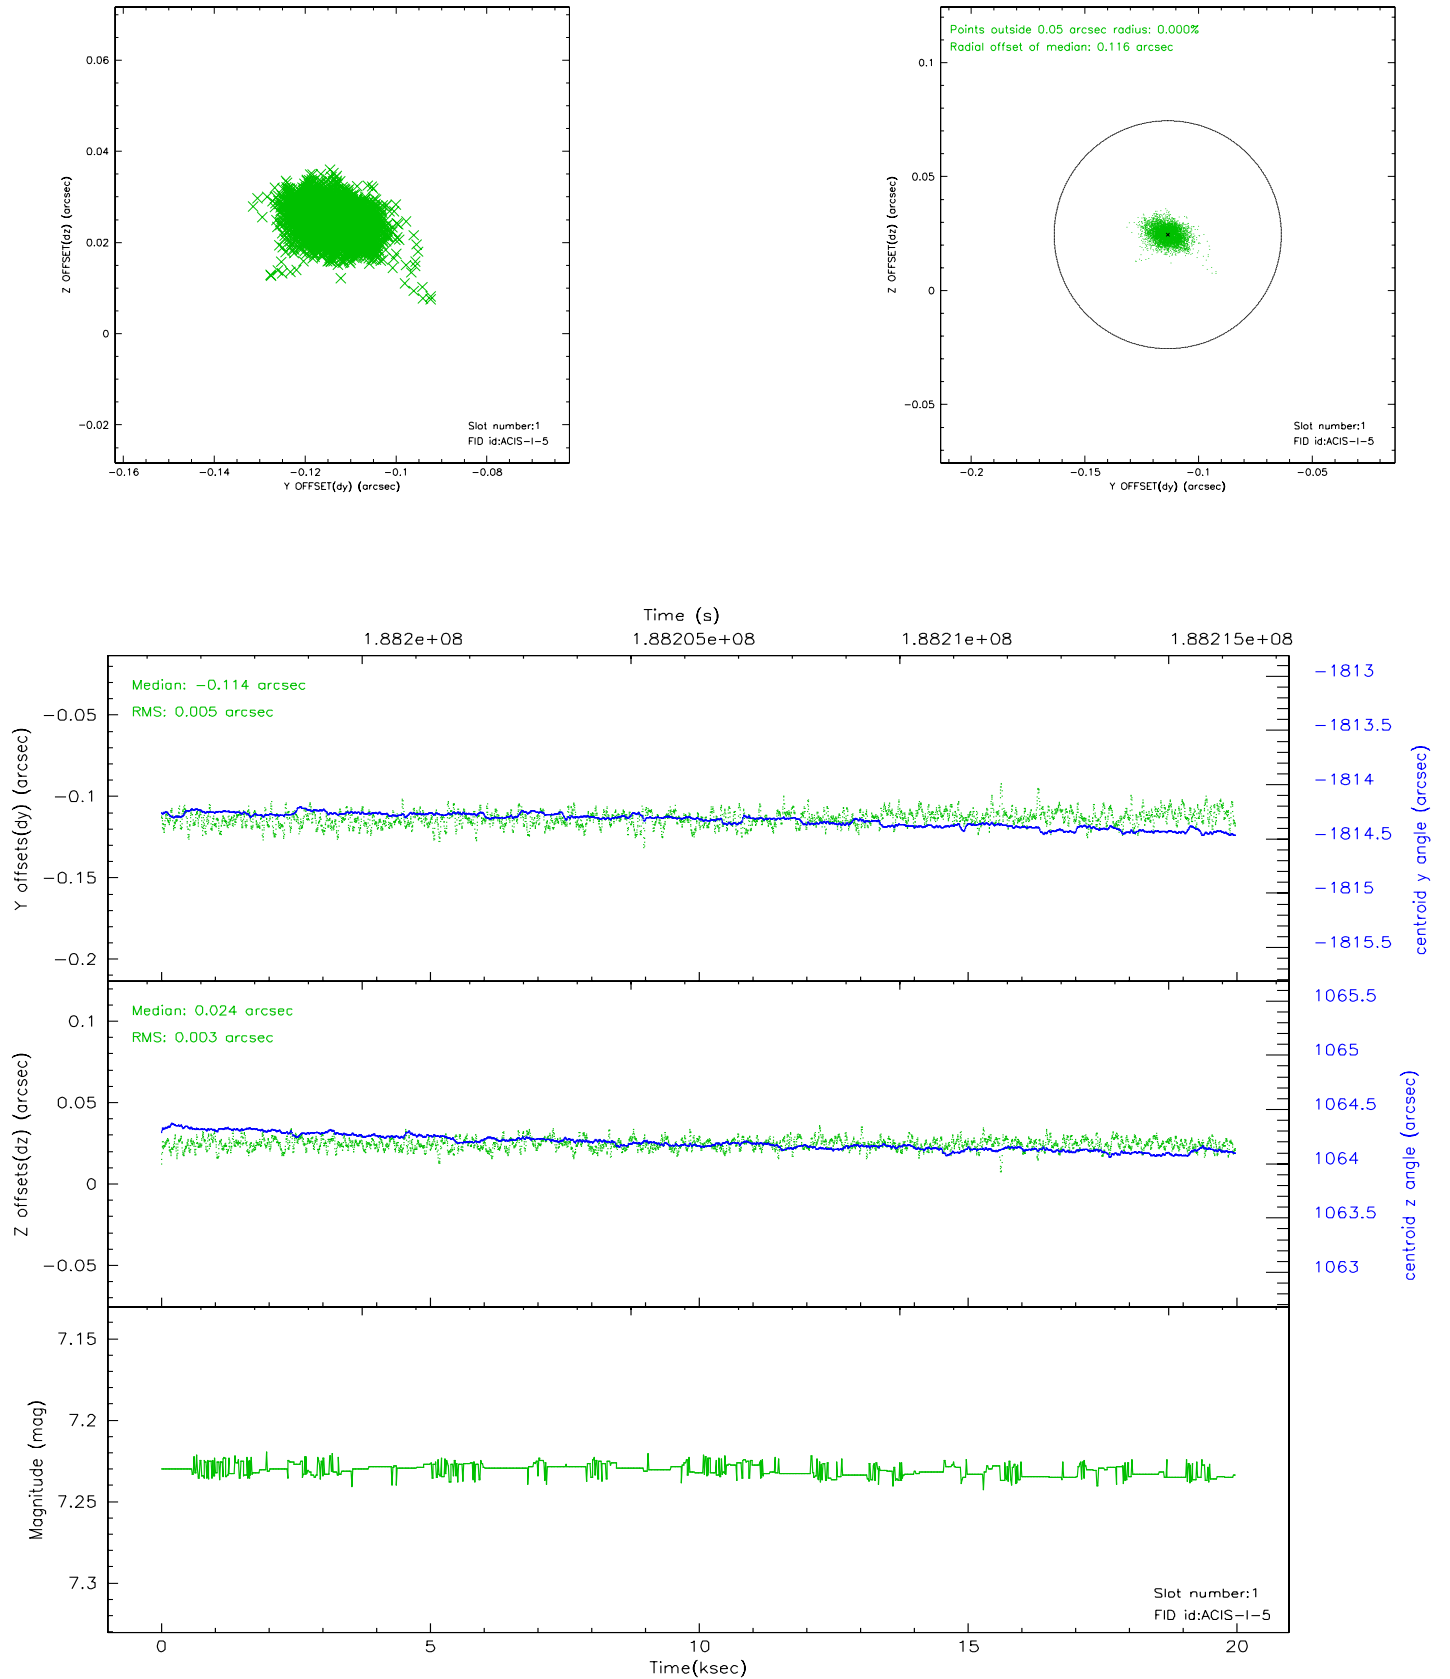 0.06
0.04
0.02
0
−0.02
Z OFFSET(dz) (arcsec)
−0.16
−0.14
−0.12
−0.1
−0.08
Y OFFSET(dy) (arcsec)
Slot number:1
FID id:ACIS−I−5
Points outside 0.05 arcsec radius: 0.000%
Radial offset of median: 0.116 arcsec
0.1
0.05
0
−0.05
Z OFFSET(dz) (arcsec)
−0.2
−0.15
−0.1
−0.05
Y OFFSET(dy) (arcsec)
Slot number:1
FID id:ACIS−I−5
Time (s)
1.882e+08
1.88205e+08
1.8821e+08
1.88215e+08
Median: −0.114 arcsec
RMS: 0.005 arcsec
−0.05
−0.1
−0.15
−0.2
Y offsets(dy) (arcsec)
−1813
−1813.5
−1814
−1814.5
−1815
−1815.5
centroid y angle (arcsec)
Median: 0.024 arcsec
RMS: 0.003 arcsec
0.1
0.05
0
−0.05
Z offsets(dz) (arcsec)
1065.5
1065
1064.5
1064
1063.5
1063
centroid z angle (arcsec)
7.15
7.2
7.25
7.3
Magnitude (mag)
Slot number:1
FID id:ACIS−I−5
0
5
10
15
20
Time(ksec)